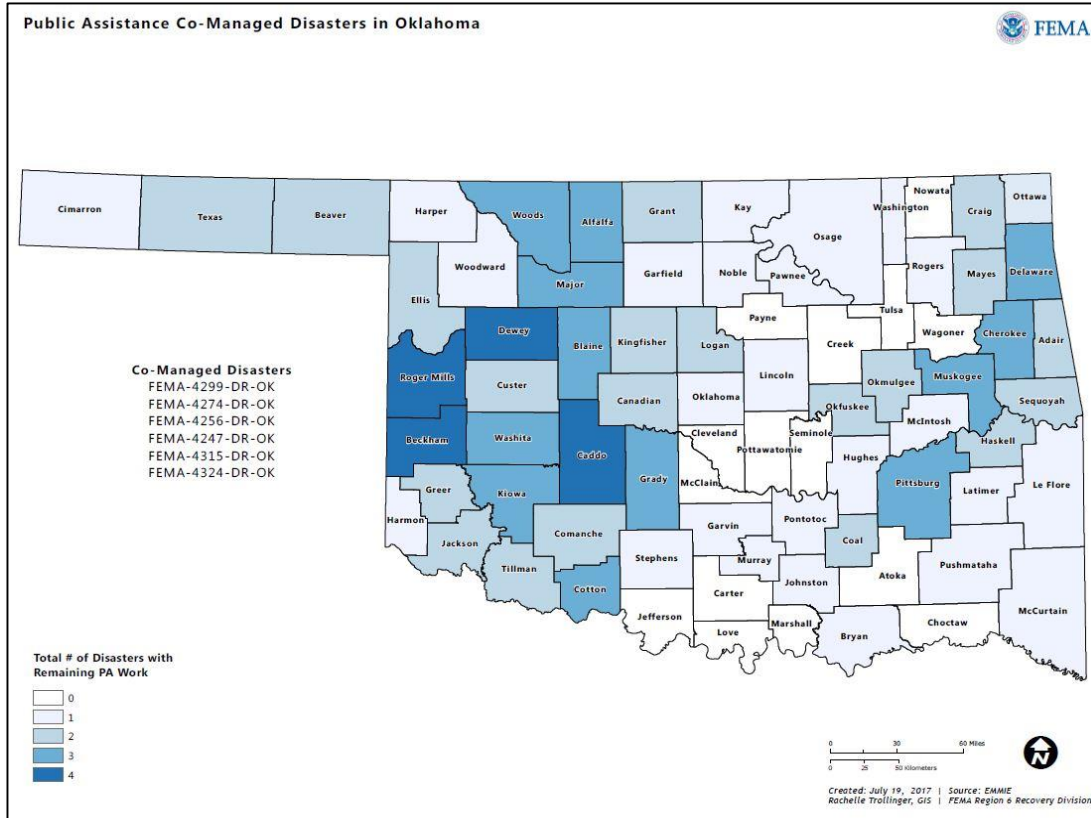 Public Assistance Co-Managed Disasters in Oklahoma
FEMA
Cimarron
Texas
Beaver
Harper
Woods
Alfalfa
Grant
Kay
Washington
Nowata
Craig
Ottawa
Osage
Woodward
Ellis
Major
Garfield
Noble
Pawnee
Rogers
Mayes
Delaware
Dewey
Blaine
Kingfisher
Logan
Payne
Creek
Tulsa
Wagoner
Cherokee
Adair
Roger Mills
Custer
Canadian
Oklahoma
Lincoln
Okfuskee
Okmulgee
Muskogee
Sequoyah
McIntosh
Haskell
Beckham
Washita
Caddo
Grady
Cleveland
Pottawatomie
Seminole
Hughes
Pittsburg
Latimer
Le Flore
Greer
Kiowa
McClain
Harmon
Jackson
Comanche
Garvin
Pontotoc
Coal
Tillman
Cotton
Stephens
Murray
Johnston
Atoka
Pushmataha
McCurtain
Jefferson
Carter
Love
Marshall
Bryan
Choctaw
Co-Managed Disasters
FEMA-4299-DR-OK
FEMA-4274-DR-OK
FEMA-4256-DR-OK
FEMA-4247-DR-OK
FEMA-4315-DR-OK
FEMA-4324-DR-OK
Total # of Disasters with
Remaining PA Work
0
1
2
3
4
0 30 60 Miles
0 25 50 Kilometers
N
Created: July 19, 2017 | Source: EMMIE
Rachelle Trollinger, GIS | FEMA Region 6 Recovery Division